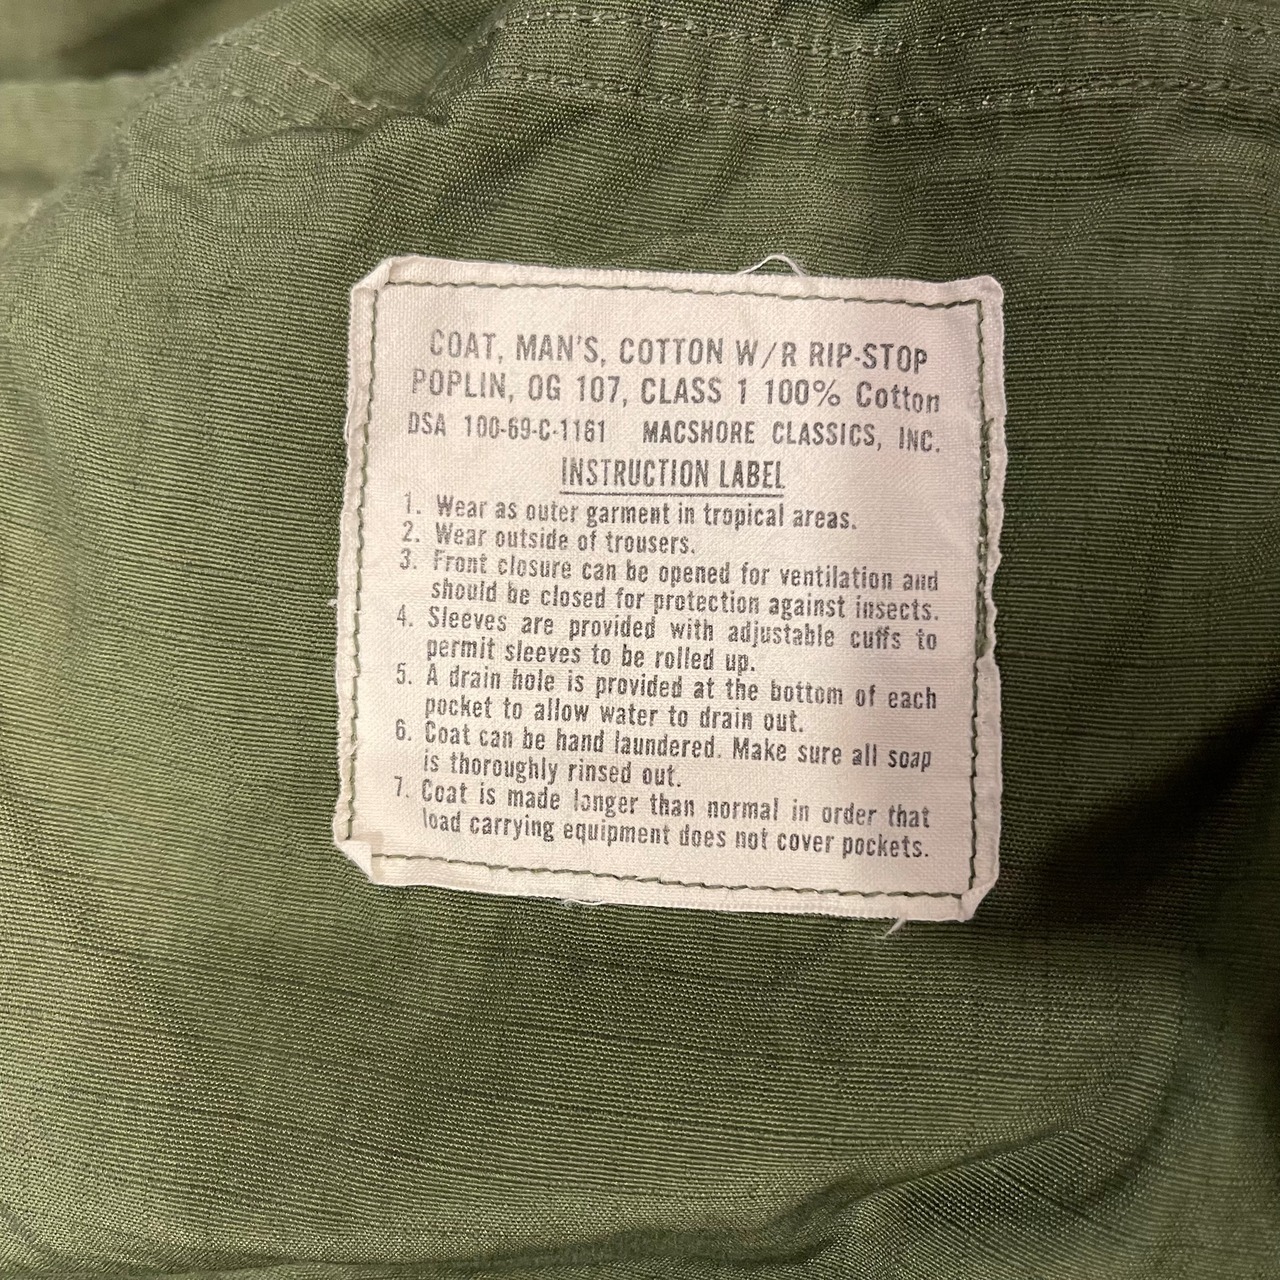 COAT, MAN'S, COTTON W/R RIP-STOP
POPLIN, OG 107, CLASS 1 100% Cotton
DSA 100-69-C-1161 MACSHORE CLASSICS, INC.
INSTRUCTION LABEL
1. Wear as outer garment in tropical areas.
2. Wear outside of trousers.
3. Front closure can be opened for ventilation and
should be closed for protection against insects.
4. Sleeves are provided with adjustable cuffs to
permit sleeves to be rolled up.
5. A drain hole is provided at the bottom of each
pocket to allow water to drain out.
6. Coat can be hand laundered. Make sure all soap
is thoroughly rinsed out.
7. Coat is made longer than normal in order that
load carrying equipment does not cover pockets.